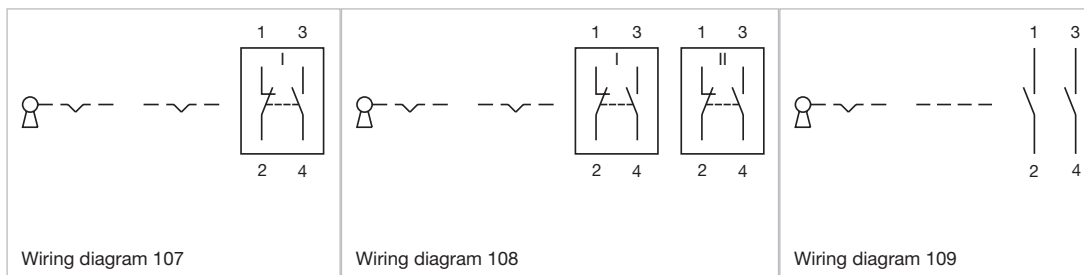 1 3
I
2 4
Wiring diagram 107
1 3 1 3
I II
2 4 2 4
Wiring diagram 108
1 3
2 4
Wiring diagram 109